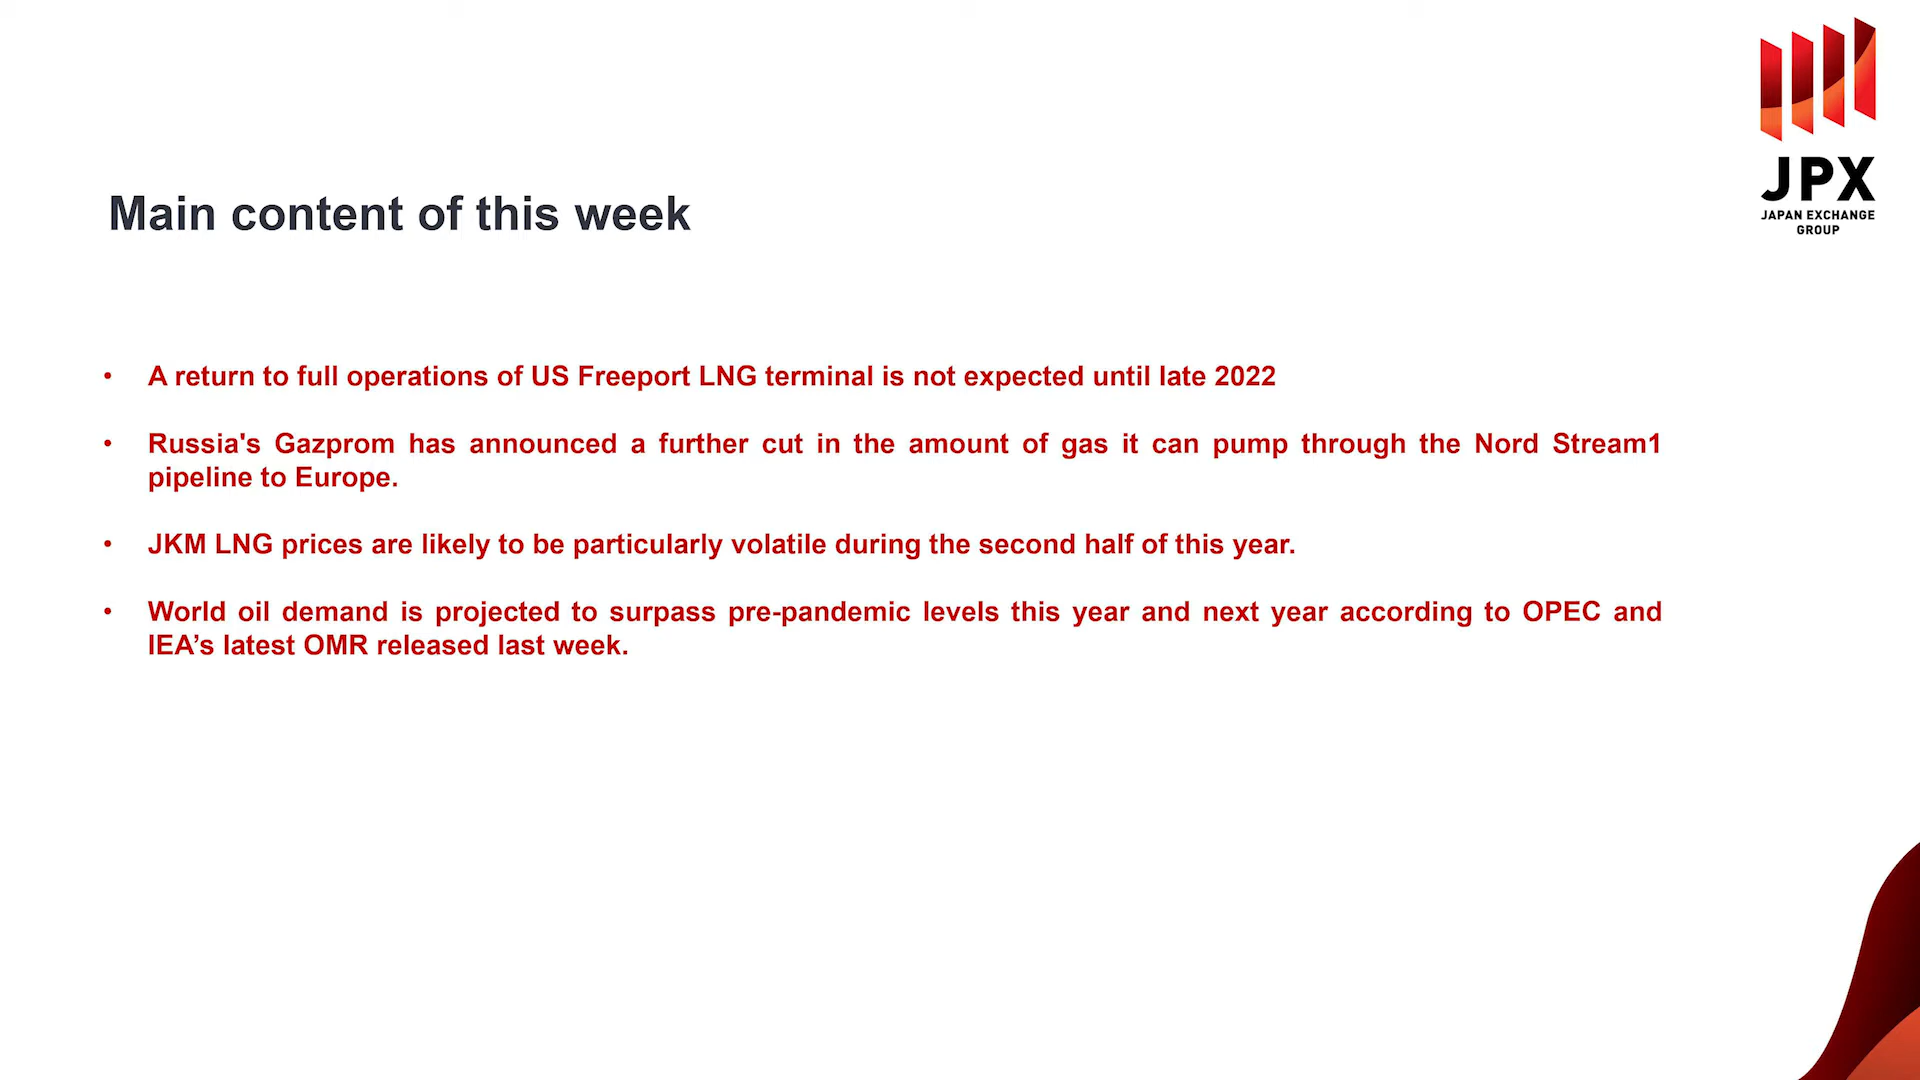 JPX
JAPAN EXCHANGE
GROUP
Main content of this week
• A return to full operations of US Freeport LNG terminal is not expected until late 2022
• Russia's Gazprom has announced a further cut in the amount of gas it can pump through the Nord Stream1
pipeline to Europe.
• JKM LNG prices are likely to be particularly volatile during the second half of this year.
• World oil demand is projected to surpass pre-pandemic levels this year and next year according to OPEC and
IEA’s latest OMR released last week.